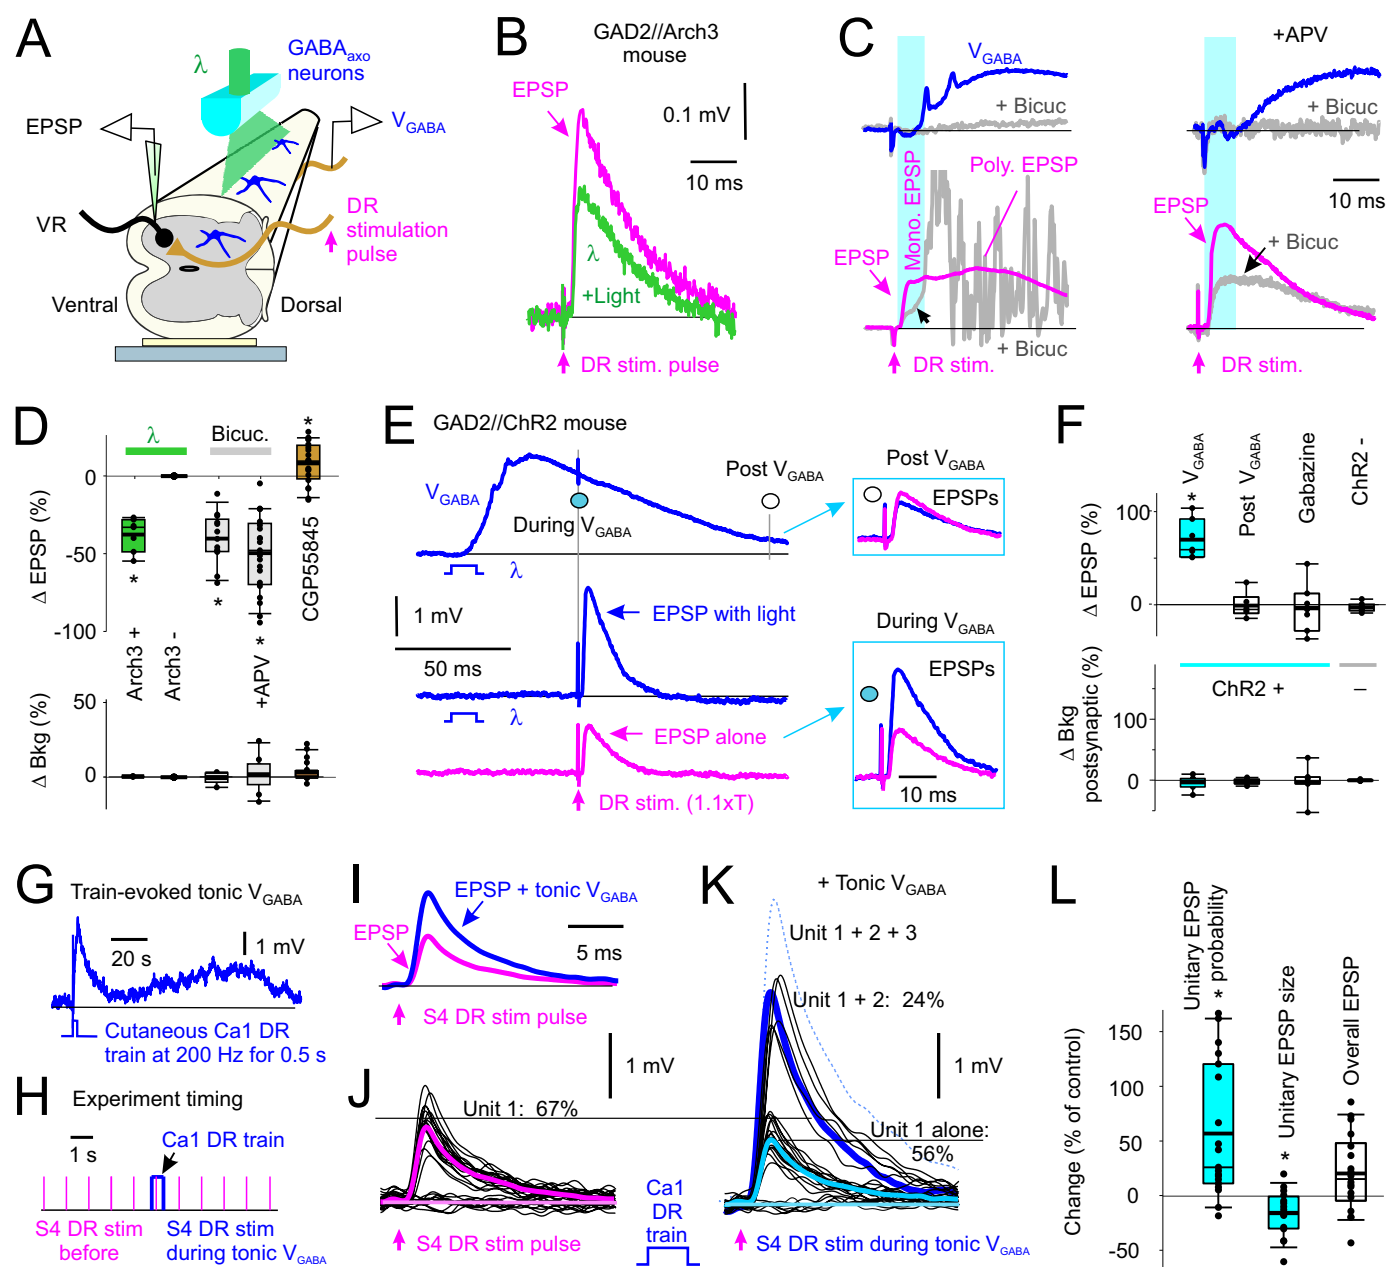 A
λ
GABAaxo
neurons
EPSP
VGABA
VR
DR
stimulation
pulse
Ventral
Dorsal
B
GAD2//Arch3
mouse
EPSP
0.1 mV
10 ms
λ
+Light
DR stim. pulse
C
VGABA
+ Bicuc
Mono. EPSP
Poly. EPSP
EPSP
+ Bicuc
DR stim.
+APV
+ Bicuc
10 ms
EPSP
+ Bicuc
DR stim.
D
λ
Bicuc.
*
0
-50
-100
Δ EPSP (%)
*
*
*
CGP55845
Arch3 +
Arch3 -
+APV
50
0
Δ Bkg (%)
E
GAD2//ChR2 mouse
VGABA
During VGABA
Post VGABA
λ
1 mV
50 ms
EPSP with light
λ
EPSP alone
DR stim. (1.1xT)
Post VGABA
EPSPs
During VGABA
EPSPs
10 ms
F
VGABA
Post VGABA
Gabazine
ChR2 -
*
100
0
Δ EPSP (%)
ChR2 +
–
100
0
Δ Bkg
postsynaptic (%)
G
Train-evoked tonic VGABA
20 s
1 mV
Cutaneous Ca1 DR
train at 200 Hz for 0.5 s
H
Experiment timing
1 s
Ca1 DR train
S4 DR stim
before
S4 DR stim
during tonic VGABA
I
EPSP + tonic VGABA
EPSP
5 ms
S4 DR stim pulse
1 mV
J
Unit 1: 67%
S4 DR stim pulse
Ca1
DR
train
K
+ Tonic VGABA
Unit 1 + 2 + 3
Unit 1 + 2: 24%
1 mV
Unit 1 alone:
56%
S4 DR stim during tonic VGABA
L
Unitary EPSP
* probability
* Unitary EPSP size
Overall EPSP
150
100
50
0
-50
Change (% of control)